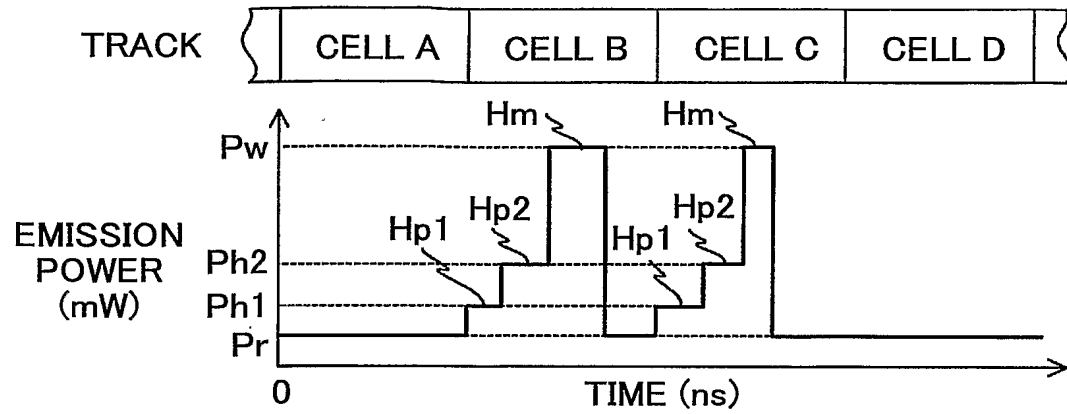 TRACK CELL A CELL B CELL C CELL D
Hm Hm
Pw
Hp2 Hp2
Hp1 Hp1
EMISSION
POWER
(mW)
Ph2
Ph1
Pr
0 TIME (ns)